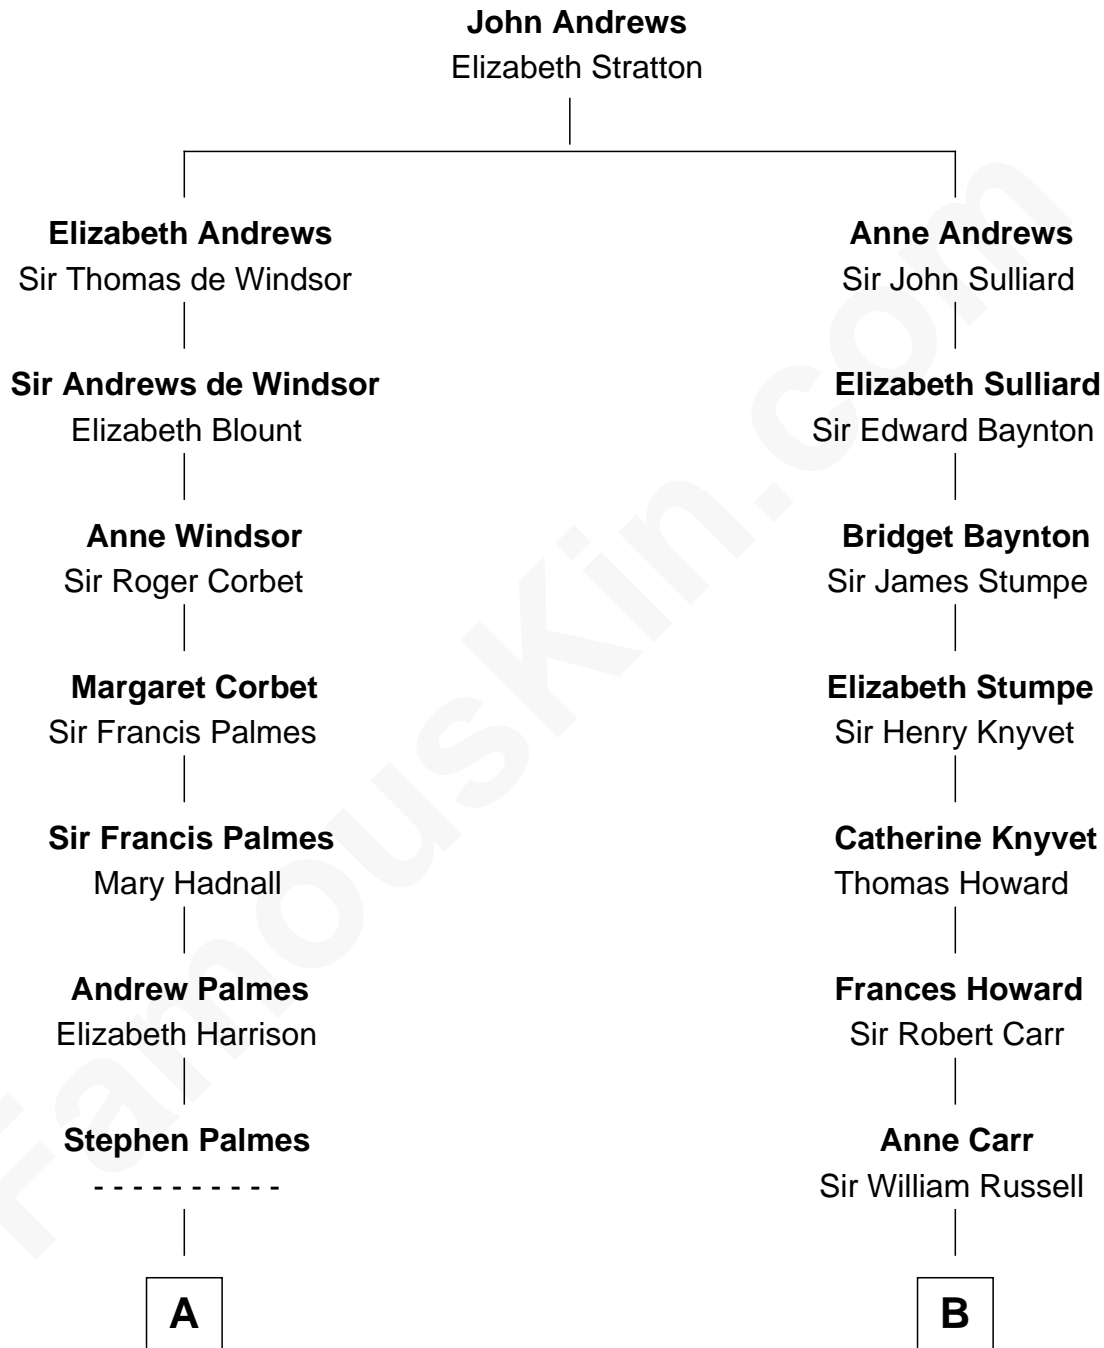 John Andrews
Elizabeth Stratton
Elizabeth Andrews
Sir Thomas de Windsor
Anne Andrews
Sir John Sulliard
Sir Andrews de Windsor
Elizabeth Blount
Elizabeth Sulliard
Sir Edward Baynton
Anne Windsor
Sir Roger Corbet
Bridget Baynton
Sir James Stumpe
Margaret Corbet
Sir Francis Palmes
Elizabeth Stumpe
Sir Henry Knyvet
Sir Francis Palmes
Mary Hadnall
Catherine Knyvet
Thomas Howard
Andrew Palmes
Elizabeth Harrison
Frances Howard
Sir Robert Carr
Stephen Palmes
- - - - - - - - - -
Anne Carr
Sir William Russell
A
B
FamousKin.com